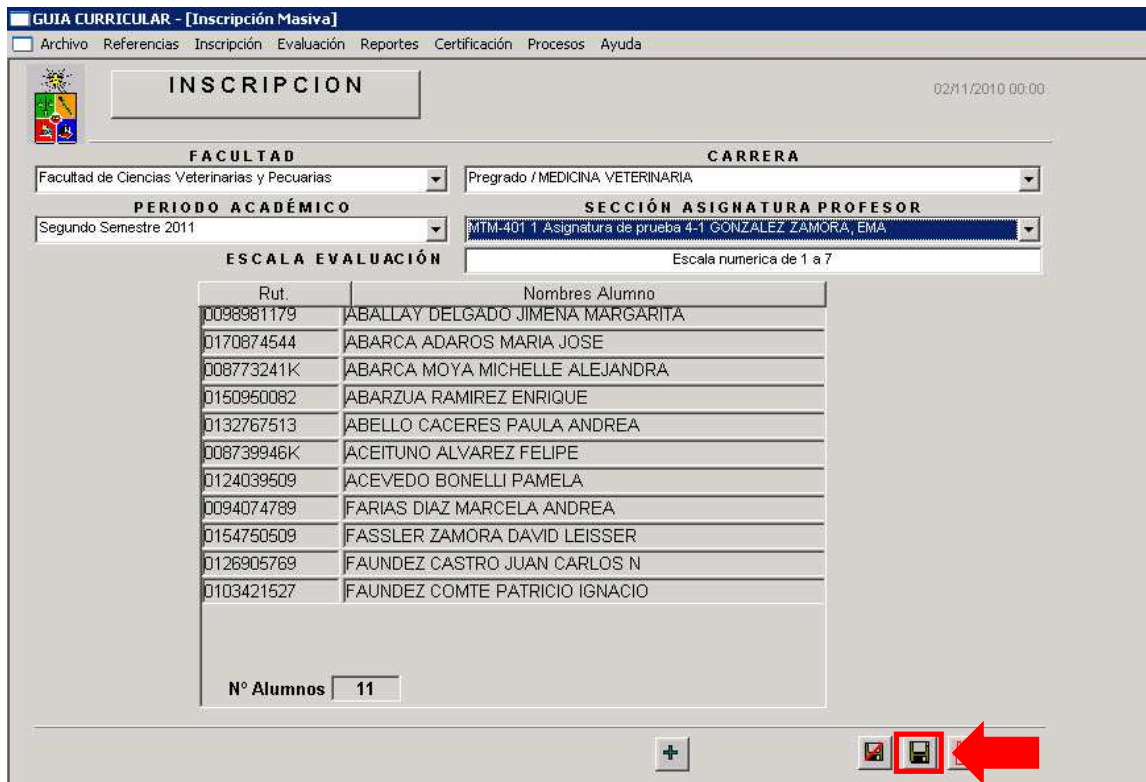 GUIA CURRICULAR - [Inscripción Masiva]
Archivo Referencias Inscripción Evaluación Reportes Certificación Procesos Ayuda
INSCRIPCION
02/11/2010 00:00
FACULTAD CARRERA
Facultad de Ciencias Veterinarias y Pecuarias Pregrado / MEDICINA VETERINARIA
PERIODO ACADÉMICO SECCIÓN ASIGNATURA PROFESOR
Segundo Semestre 2011 MTM-401 1 Asignatura de prueba 4-1 GONZALEZ ZAMORA, EMA
ESCALA EVALUACIÓN Escala numerica de 1 a 7
Rut. Nombres Alumno
0098981179 ABALLAY DELGADO JIMENA MARGARITA
0170874544 ABARCA ADAROS MARIA JOSE
008773241K ABARCA MOYA MICHELLE ALEJANDRA
0150950082 ABARZUA RAMIREZ ENRIQUE
0132767513 ABELLO CACERES PAULA ANDREA
008739946K ACEITUNO ALVAREZ FELIPE
0124039509 ACEVEDO BONELLI PAMELA
0094074789 FARIAS DIAZ MARCELA ANDREA
0154750509 FASSLER ZAMORA DAVID LEISSER
0126905769 FAUNDEZ CASTRO JUAN CARLOS N
0103421527 FAUNDEZ COMTE PATRICIO IGNACIO
Nº Alumnos 11